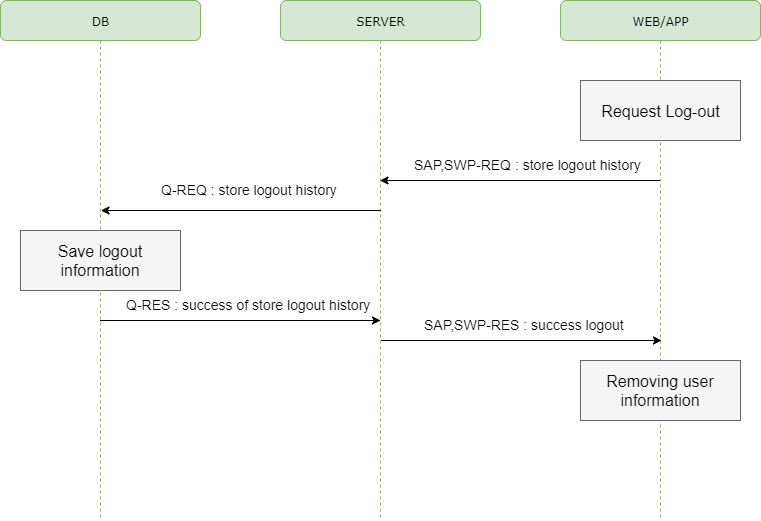 DB
SERVER
WEB/APP
Request Log-out
SAP,SWP-REQ : store logout history
Q-REQ : store logout history
Save logout
information
Q-RES : success of store logout history
SAP,SWP-RES : success logout
Removing user
information